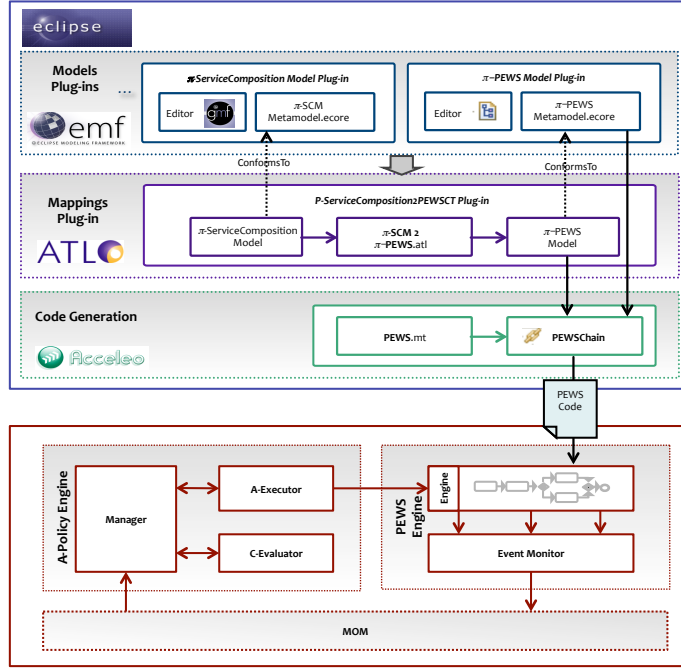 eclipse
Models
Plug-ins ...
emf
ECLIPSE MODELING FRAMEWORK
π-ServiceComposition Model Plug-in
Editor
gmf
π-SCM
Metamodel.ecore
π-PEWS Model Plug-in
Editor
π-PEWS
Metamodel.ecore
ConformsTo
ConformsTo
Mappings
Plug-in
ATL
P-ServiceComposition2PEWSCT Plug-in
π-ServiceComposition
Model
π-SCM 2
π-PEWS.atl
π-PEWS
Model
Code Generation
Acceleo
PEWS.mt
PEWSChain
PEWS
Code
A-Policy Engine
Manager
A-Executor
C-Evaluator
PEWS
Engine
Engine
Event Monitor
MOM